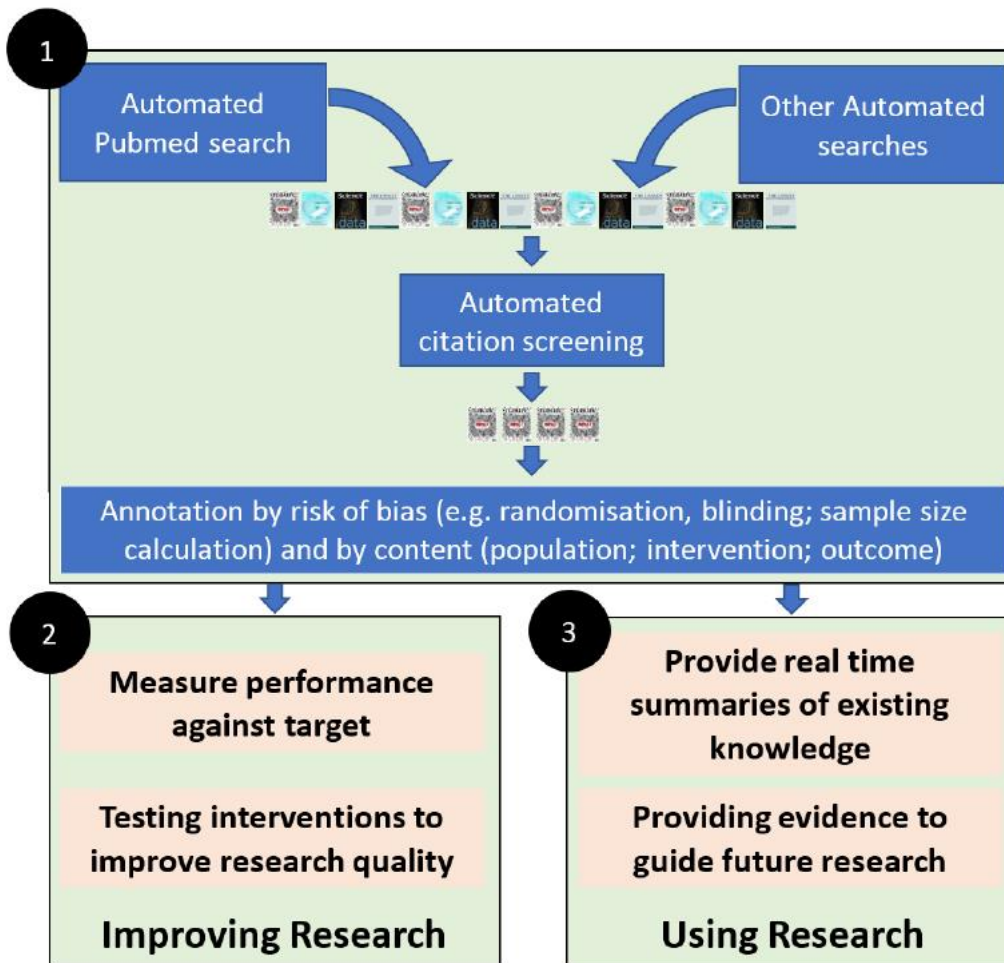 1
Automated
Pubmed search
Other Automated
searches
Automated
citation screening
Annotation by risk of bias (e.g. randomisation, blinding; sample size
calculation) and by content (population; intervention; outcome)
2
Measure performance
against target
Testing interventions to
improve research quality
Improving Research
3
Provide real time
summaries of existing
knowledge
Providing evidence to
guide future research
Using Research